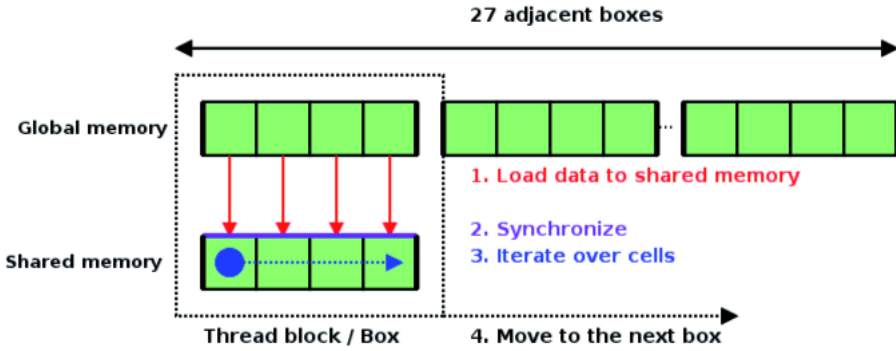 27 adjacent boxes
Global memory
...
1. Load data to shared memory
2. Synchronize
Shared memory
3. Iterate over cells
Thread block / Box
4. Move to the next box